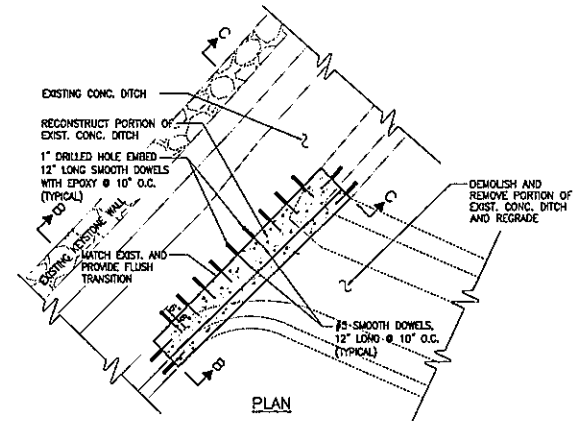 C
EXISTING CONC. DITCH
RECONSTRUCT PORTION OF
EXIST. CONC. DITCH
1" DRILLED HOLE EMBED
12" LONG SMOOTH DOWELS
WITH EPOXY @ 10" O.C.
(TYPICAL)
B
EXISTING KEYSTONE WALL
MATCH EXIST. AND
PROVIDE FLUSH
TRANSITION
C
DEMOLISH AND
REMOVE PORTION OF
EXIST. CONC. DITCH
AND REGRADE
#5 SMOOTH DOWELS,
12" LONG @ 10" O.C.
(TYPICAL)
B
PLAN